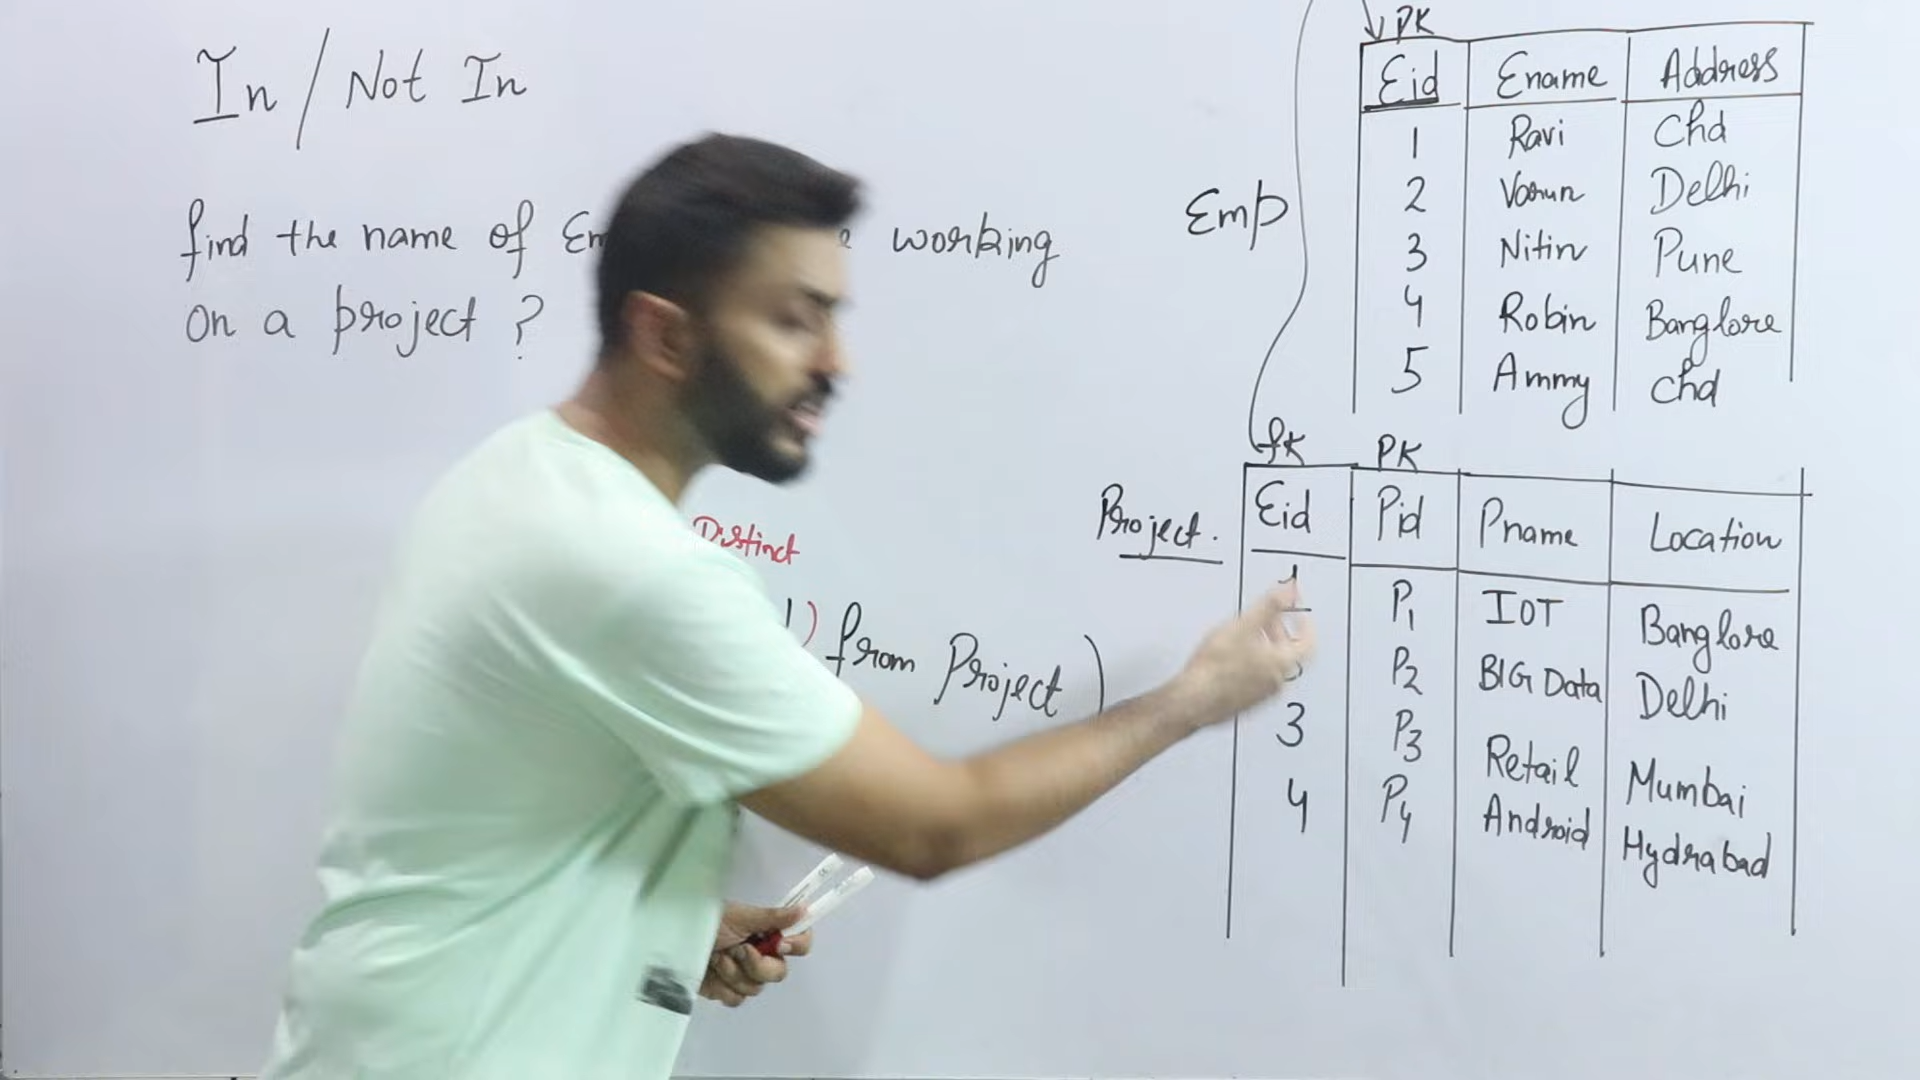 In / Not In
find the name of working
on a project ?
Distinct
) from Project )
Emp
PK
Eid Ename Address
1 Ravi Chd
2 Varun Delhi
3 Nitin Pune
4 Robin Banglore
5 Ammy Chd
Project.
fK PK
Eid Pid Pname Location
1 P1 IOT Banglore
P2 BIG Data Delhi
3 P3 Retail Mumbai
4 P4 Android Hydrabad